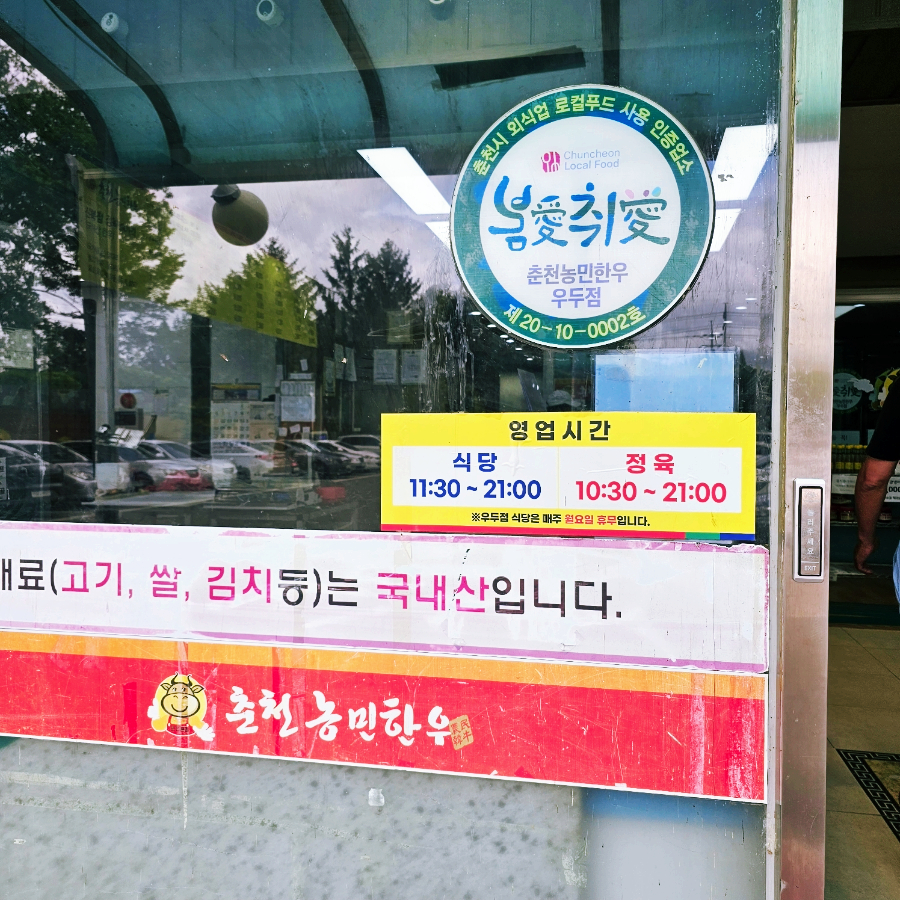 춘천시 외식업 로컬푸드 사용 인증업소
Chuncheon
Local Food
봄愛취愛
춘천농민한우
우두점
제 20-10-0002호
영업시간
식당 정육
11:30 ~ 21:00 10:30 ~ 21:00
※우두점 식당은 매주 월요일 휴무입니다.
재료(고기, 쌀, 김치등)는 국내산입니다.
춘천 농민한우
EXIT